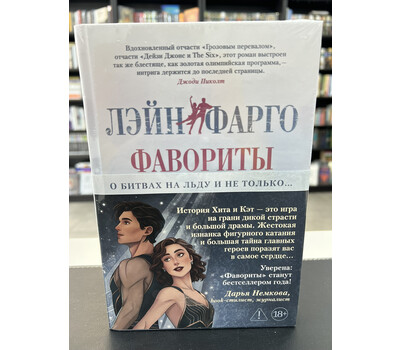 Вдохновленный отчасти «Грозовым перевалом»,
отчасти «Дейзи Джонс и The Six», этот роман выстроен
так же блестяще, как золотая олимпийская программа, —
интрига держится до последней страницы.
Джоди Пиколт
ЛЭЙН ФАРГО
ФАВОРИТЫ
О БИТВАХ НА ЛЬДУ И НЕ ТОЛЬКО...
История Хита и Кэт — это игра
на грани дикой страсти
и большой драмы. Жестокая
изнанка фигурного катания
и большая тайна главных
героев поразят вас
в самое сердце...
Уверена:
«Фавориты» станут
бестселлером года!
Дарья Немкова,
book-стилист, журналист
18+